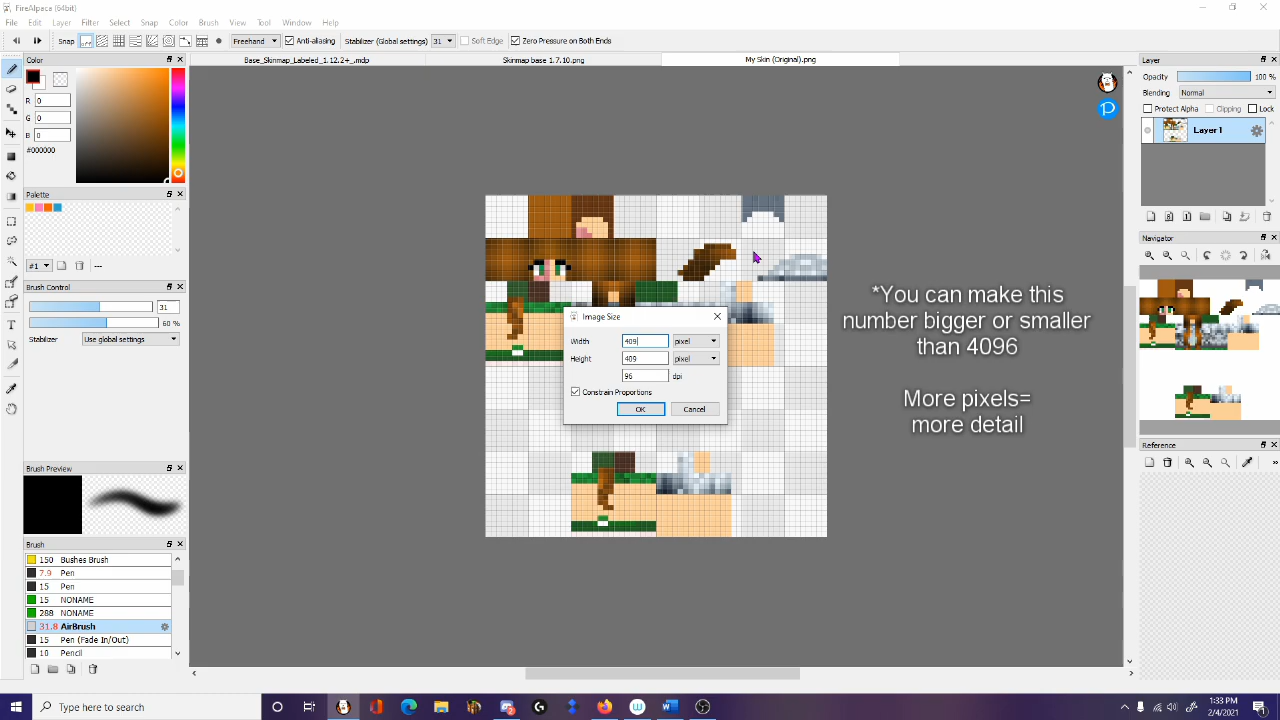 FireAlpaca (64bit)
File Edit View Layer Filter Select Snap Color Brush View Tool Window Help
Snap Freehand Anti-aliasing Stabilizer (Global settings) 31 Soft Edge Zero Pressure on Both Ends
Base_Skinmap_Labeled_1.12.2+_.mdp
Skinmap base 1.7.10.png
My Skin (Original).png
Color
R 0
G 0
B 0
#000000
Palette
#1 --
Brush Control
31
60 %
Stabilizer Use global settings
Brush Preview
Brush
150 Bushes Brush
7.9 Pen
15 Pen
15 NONAME
288 NONAME
31.8 AirBrush
15 Pen (Fade In/Out)
10 Pencil
Image Size
Width 409 pixel
Height 409 pixel
96 dpi
Constrain Proportions
OK Cancel
*You can make this
number bigger or smaller
than 4096
More pixels=
more detail
Layer
Opacity 100 %
Blending Normal
Protect Alpha Clipping Lock
Layer 1
Navigator
Reference
Type here to search
1:33 PM
2/4/2021